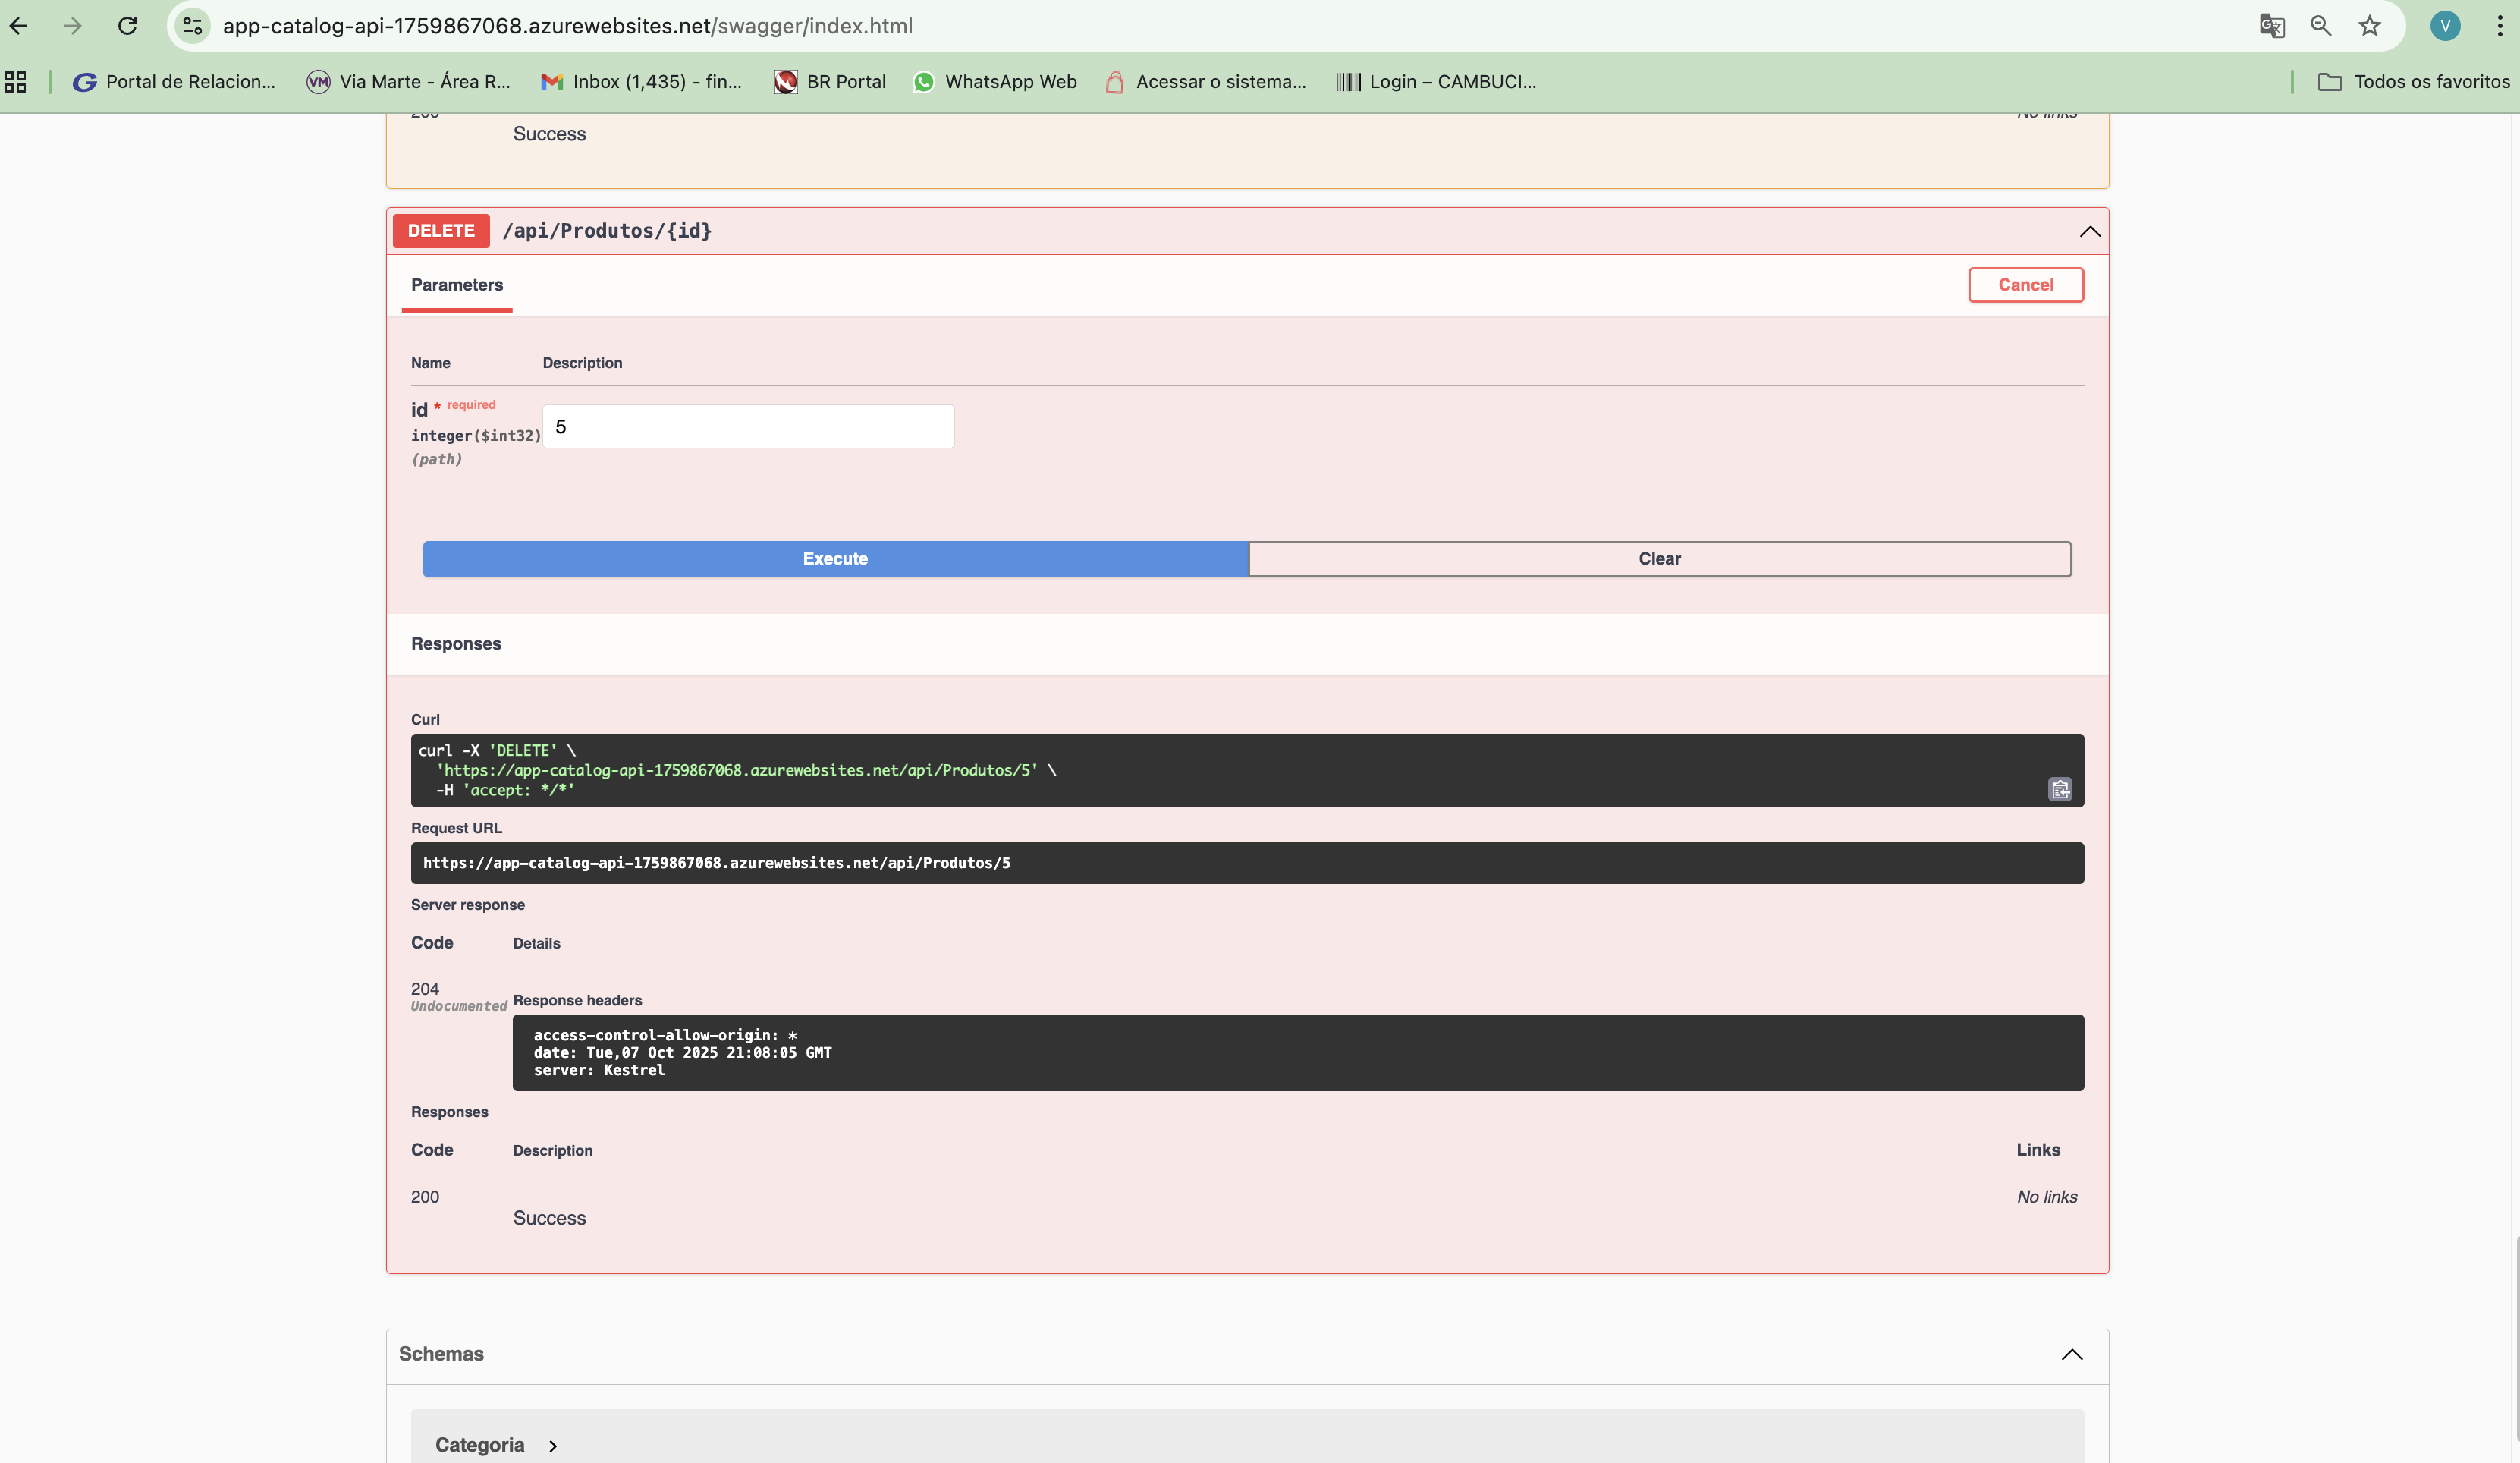 app-catalog-api-1759867068.azurewebsites.net/swagger/index.html
V
Portal de Relacion...
VM Via Marte - Área R...
Inbox (1,435) - fin...
BR Portal
WhatsApp Web
Acessar o sistema...
Login – CAMBUCI...
Todos os favoritos
200
No links
Success
DELETE /api/Produtos/{id}
Parameters
Cancel
Name Description
id * required
integer($int32)
(path)
5
Execute
Clear
Responses
Curl
curl -X 'DELETE' \
'https://app-catalog-api-1759867068.azurewebsites.net/api/Produtos/5' \
-H 'accept: */*'
Request URL
https://app-catalog-api-1759867068.azurewebsites.net/api/Produtos/5
Server response
Code Details
204
Undocumented
Response headers
access-control-allow-origin: *
date: Tue,07 Oct 2025 21:08:05 GMT
server: Kestrel
Responses
Code Description Links
200 No links
Success
Schemas
Categoria